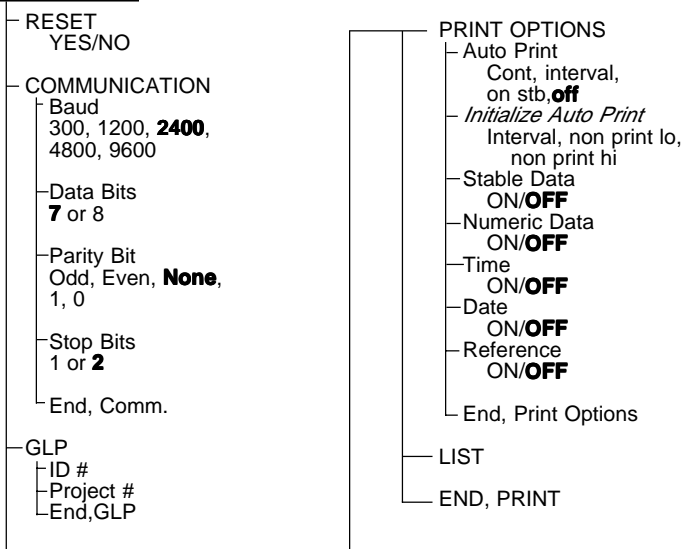 RESET
YES/NO
COMMUNICATION
Baud
300, 1200, 2400,
4800, 9600
Data Bits
7 or 8
Parity Bit
Odd, Even, None,
1, 0
Stop Bits
1 or 2
End, Comm.
GLP
ID #
Project #
End,GLP
PRINT OPTIONS
Auto Print
Cont, interval,
on stb,off
Initialize Auto Print
Interval, non print lo,
non print hi
Stable Data
ON/OFF
Numeric Data
ON/OFF
Time
ON/OFF
Date
ON/OFF
Reference
ON/OFF
End, Print Options
LIST
END, PRINT